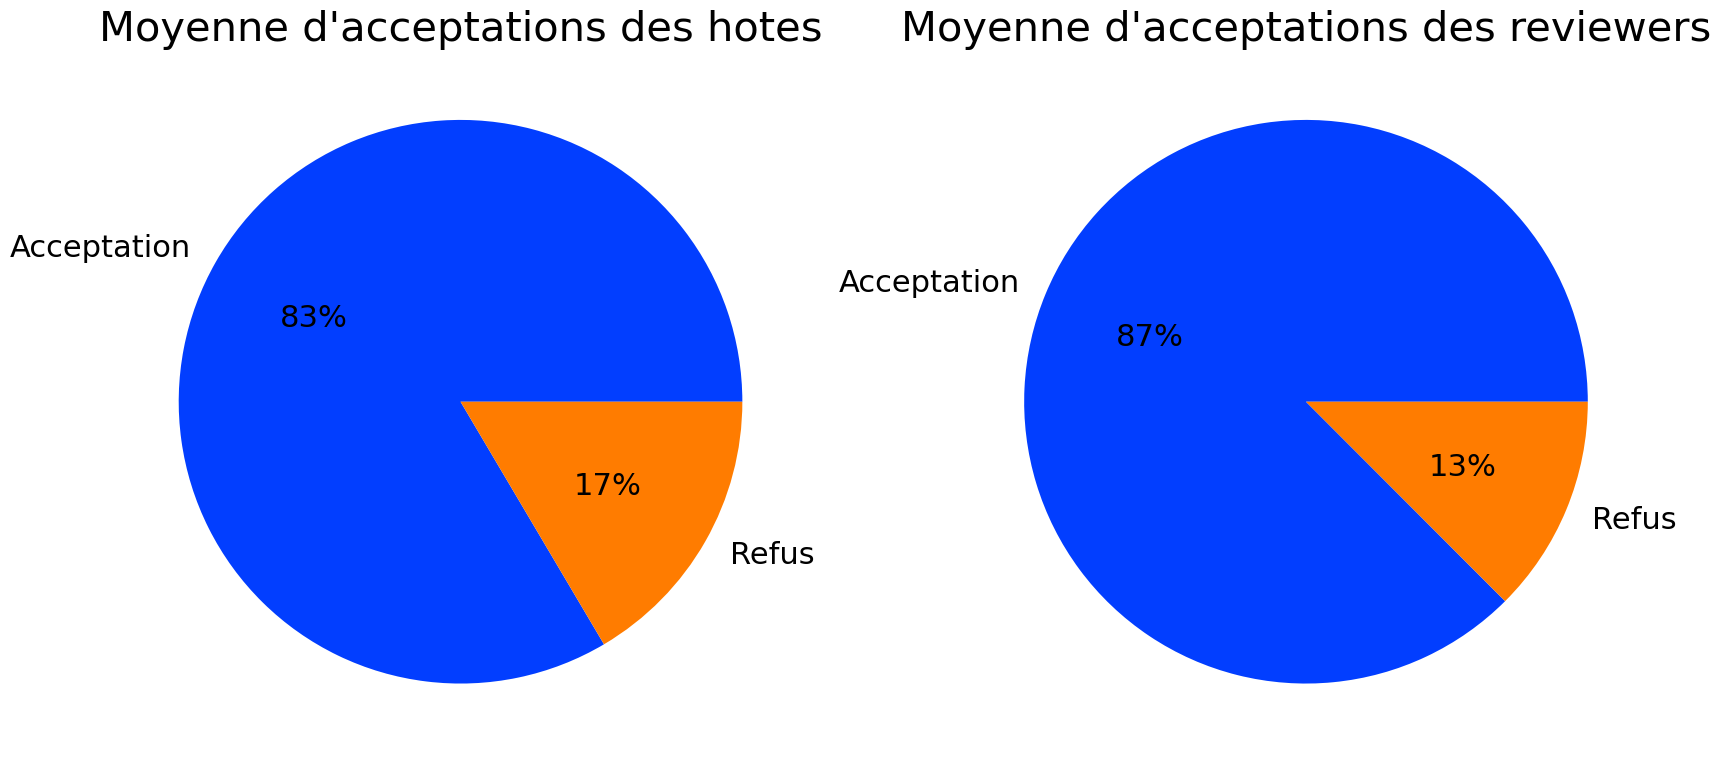 Moyenne d'acceptations des hotes
Acceptation
83%
17%
Refus
Moyenne d'acceptations des reviewers
Acceptation
87%
13%
Refus